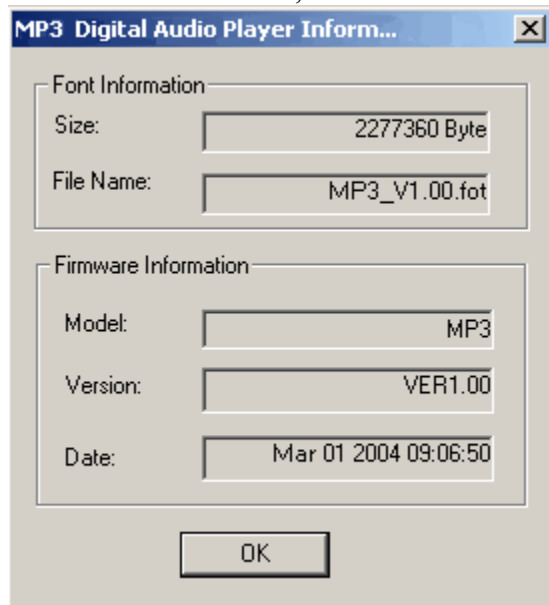 MP3 Digital Audio Player Inform...
Font Information
Size: 2277360 Byte
File Name: MP3_V1.00.fot
Firmware Information
Model: MP3
Version: VER1.00
Date: Mar 01 2004 09:06:50
OK